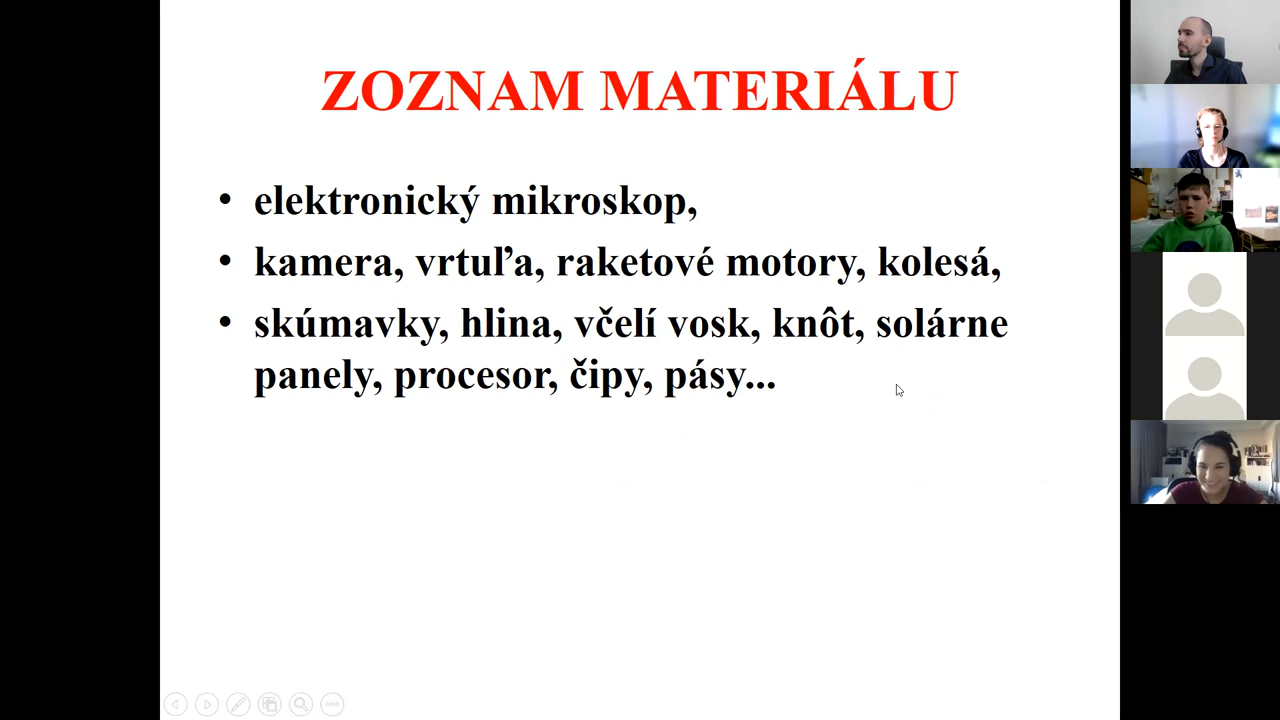 ZOZNAM MATERIÁLU
• elektronický mikroskop,
• kamera, vrtuľa, raketové motory, kolesá,
• skúmavky, hlina, včelí vosk, knôt, solárne
panely, procesor, čipy, pásy...